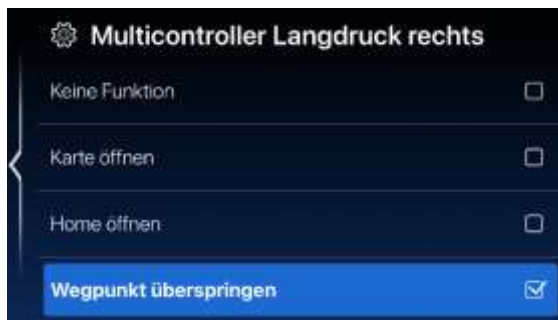 Multicontroller Langdruck rechts
Keine Funktion
Karte öffnen
Home öffnen
Wegpunkt überspringen